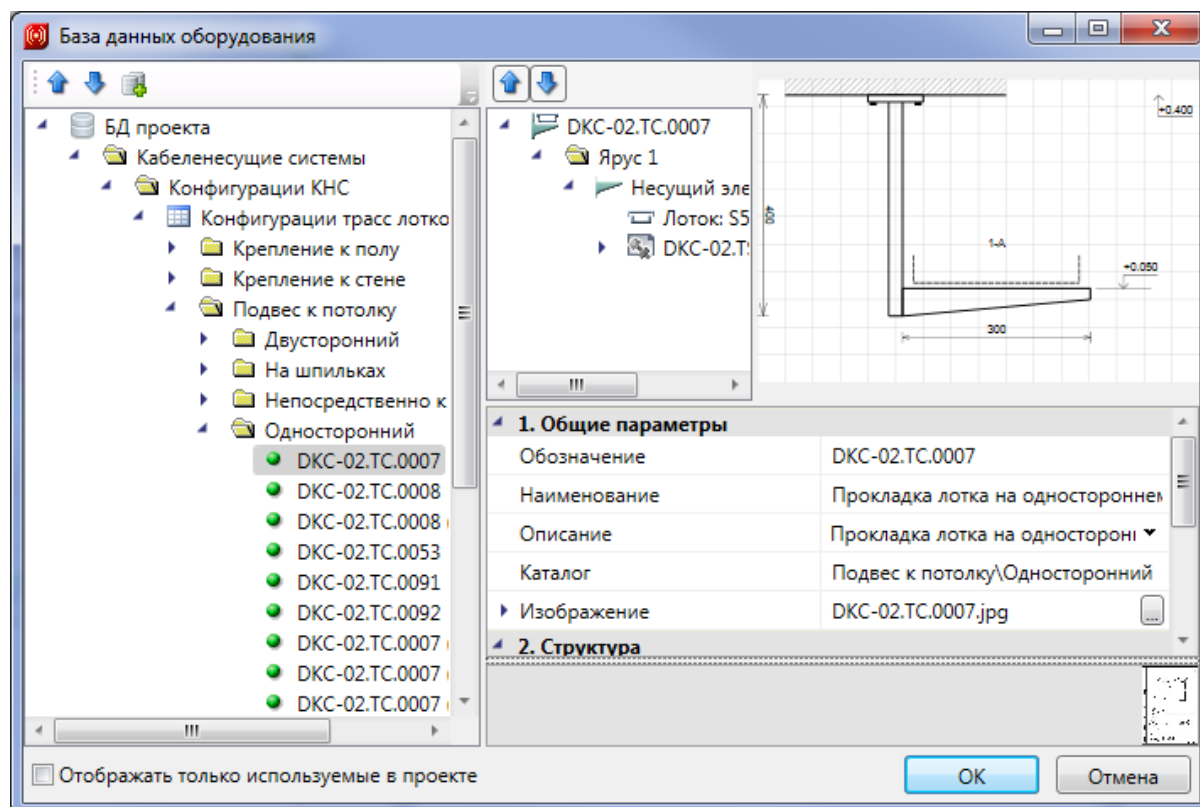 База данных оборудования
БД проекта
Кабеленесущие системы
Конфигурации КНС
Конфигурации трасс лотко
Крепление к полу
Крепление к стене
Подвес к потолку
Двусторонний
На шпильках
Непосредственно к
Односторонний
DKC-02.TC.0007
DKC-02.TC.0008
DKC-02.TC.0008 (
DKC-02.TC.0053
DKC-02.TC.0091
DKC-02.TC.0092
DKC-02.TC.0007 (
DKC-02.TC.0007 (
DKC-02.TC.0007 (
DKC-02.TC.0007
Ярус 1
Несущий эле
Лоток: S5
DKC-02.TS
+0.400
400
1-A
+0.050
300
1. Общие параметры
Обозначение DKC-02.TC.0007
Наименование Прокладка лотка на одностороннем
Описание Прокладка лотка на односторонн
Каталог Подвес к потолку\Односторонний
Изображение DKC-02.TC.0007.jpg ...
2. Структура
Отображать только используемые в проекте
OK Отмена